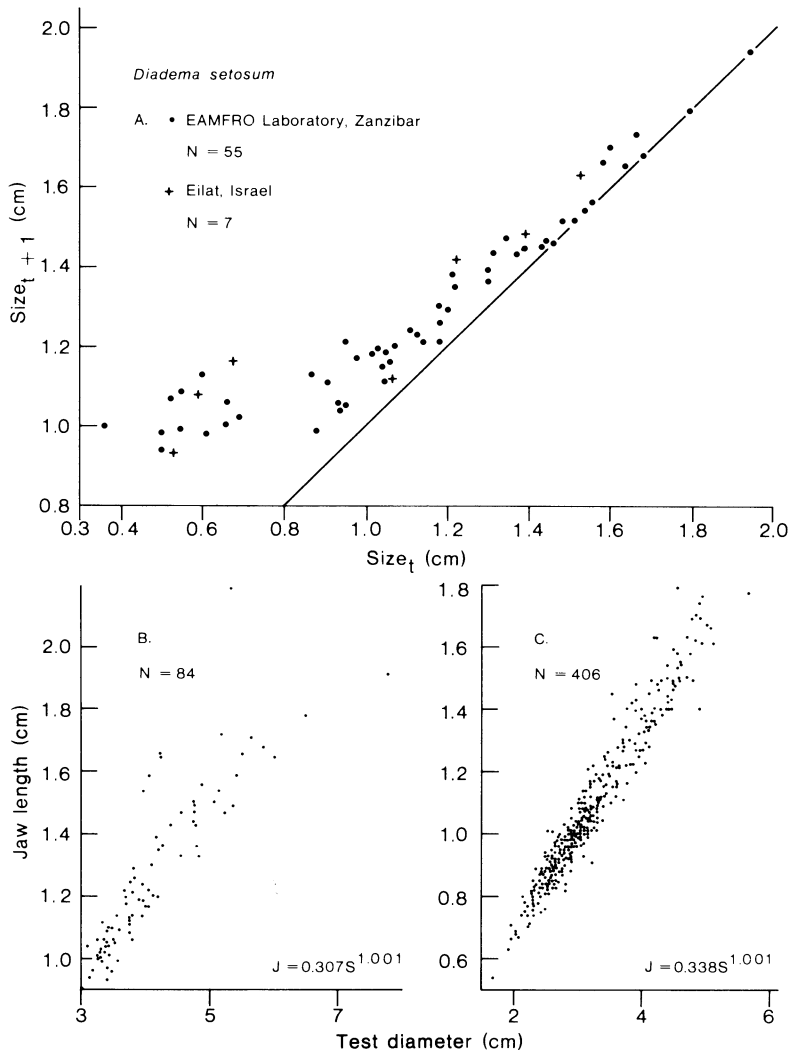 2.0
1.8
1.6
1.4
1.2
1.0
0.8
Size t + 1 (cm)
Diadema setosum
A. • EAMFRO Laboratory, Zanzibar
N = 55
+ Eilat, Israel
N = 7
0.3 0.4 0.6 0.8 1.0 1.2 1.4 1.6 1.8 2.0
Size t (cm)
B.
N = 84
2.0
1.8
1.6
1.4
1.2
1.0
Jaw length (cm)
J = 0.307S^1.001
3 5 7
C.
N = 406
1.8
1.6
1.4
1.2
1.0
0.8
0.6
J = 0.338S^1.001
2 4 6
Test diameter (cm)